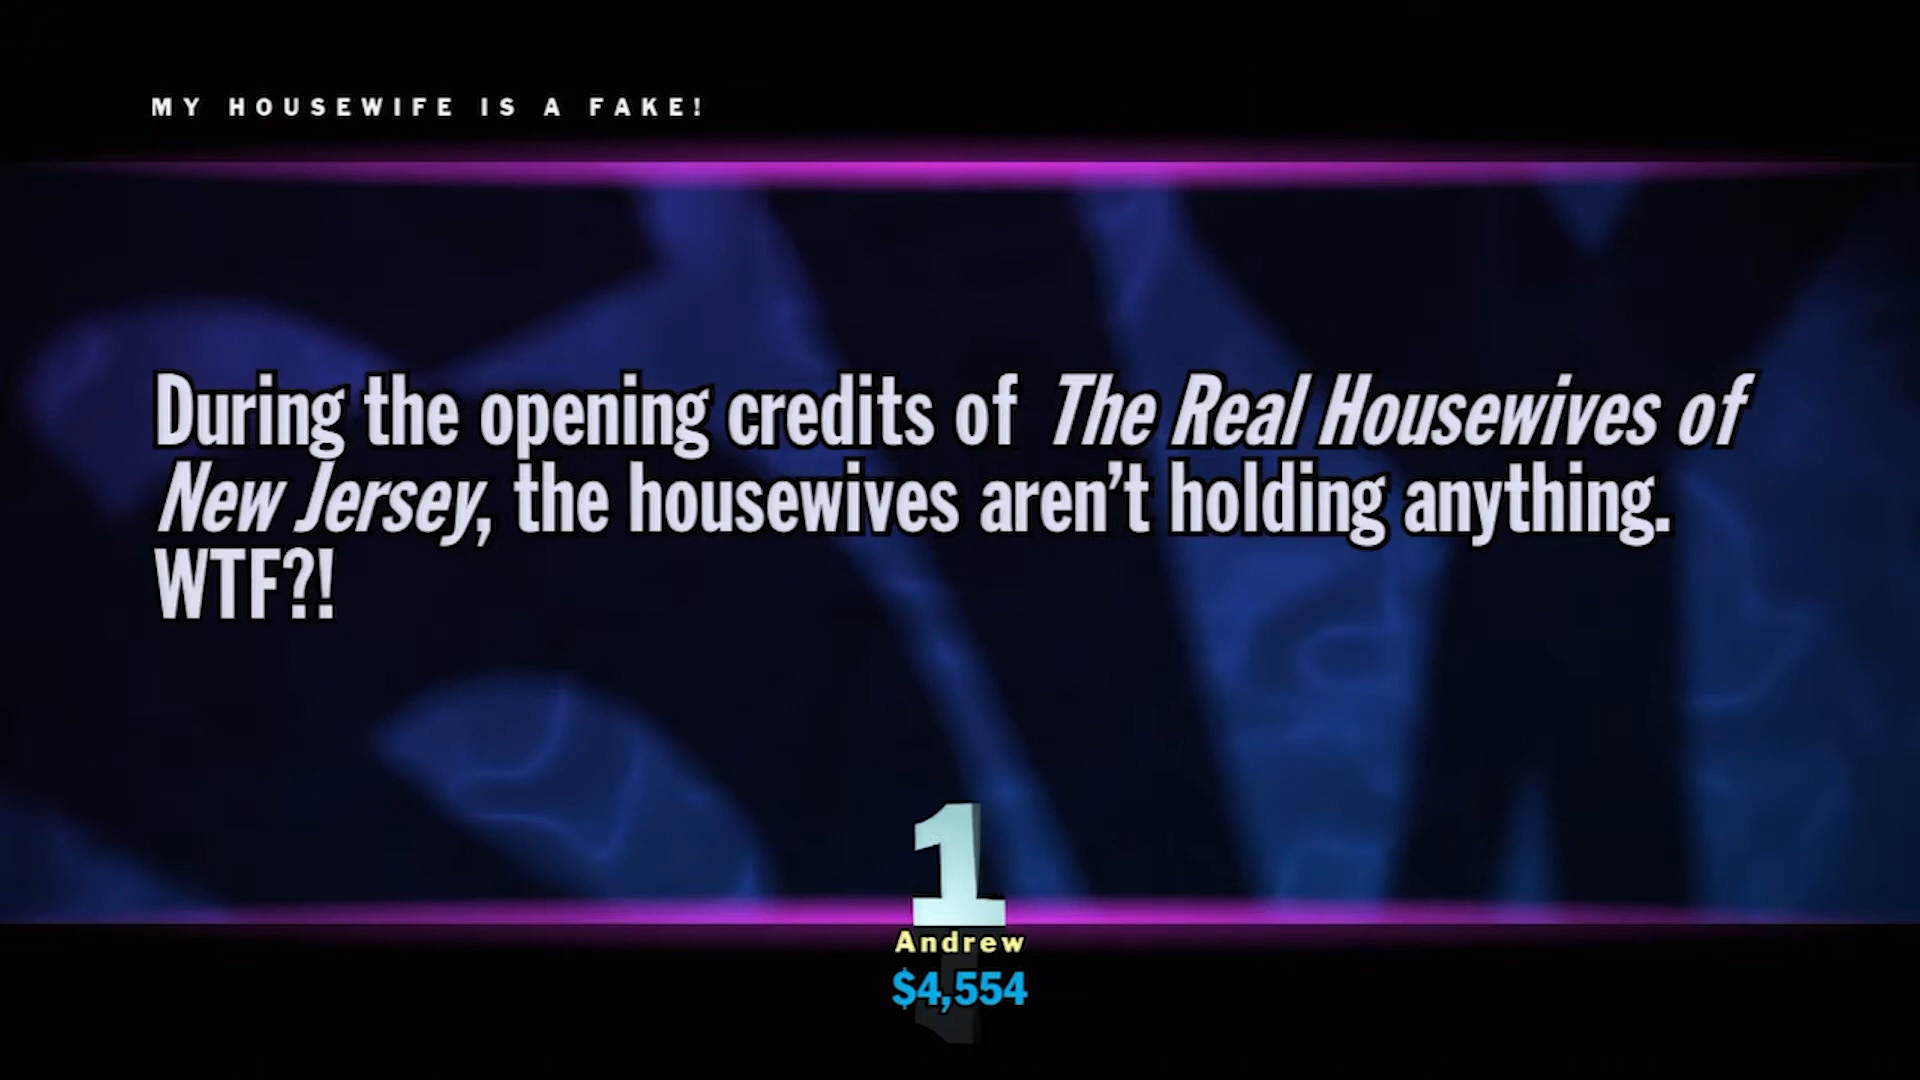 MY HOUSEWIFE IS A FAKE!
During the opening credits of The Real Housewives of
New Jersey, the housewives aren't holding anything.
WTF?!
1
Andrew
$4,554